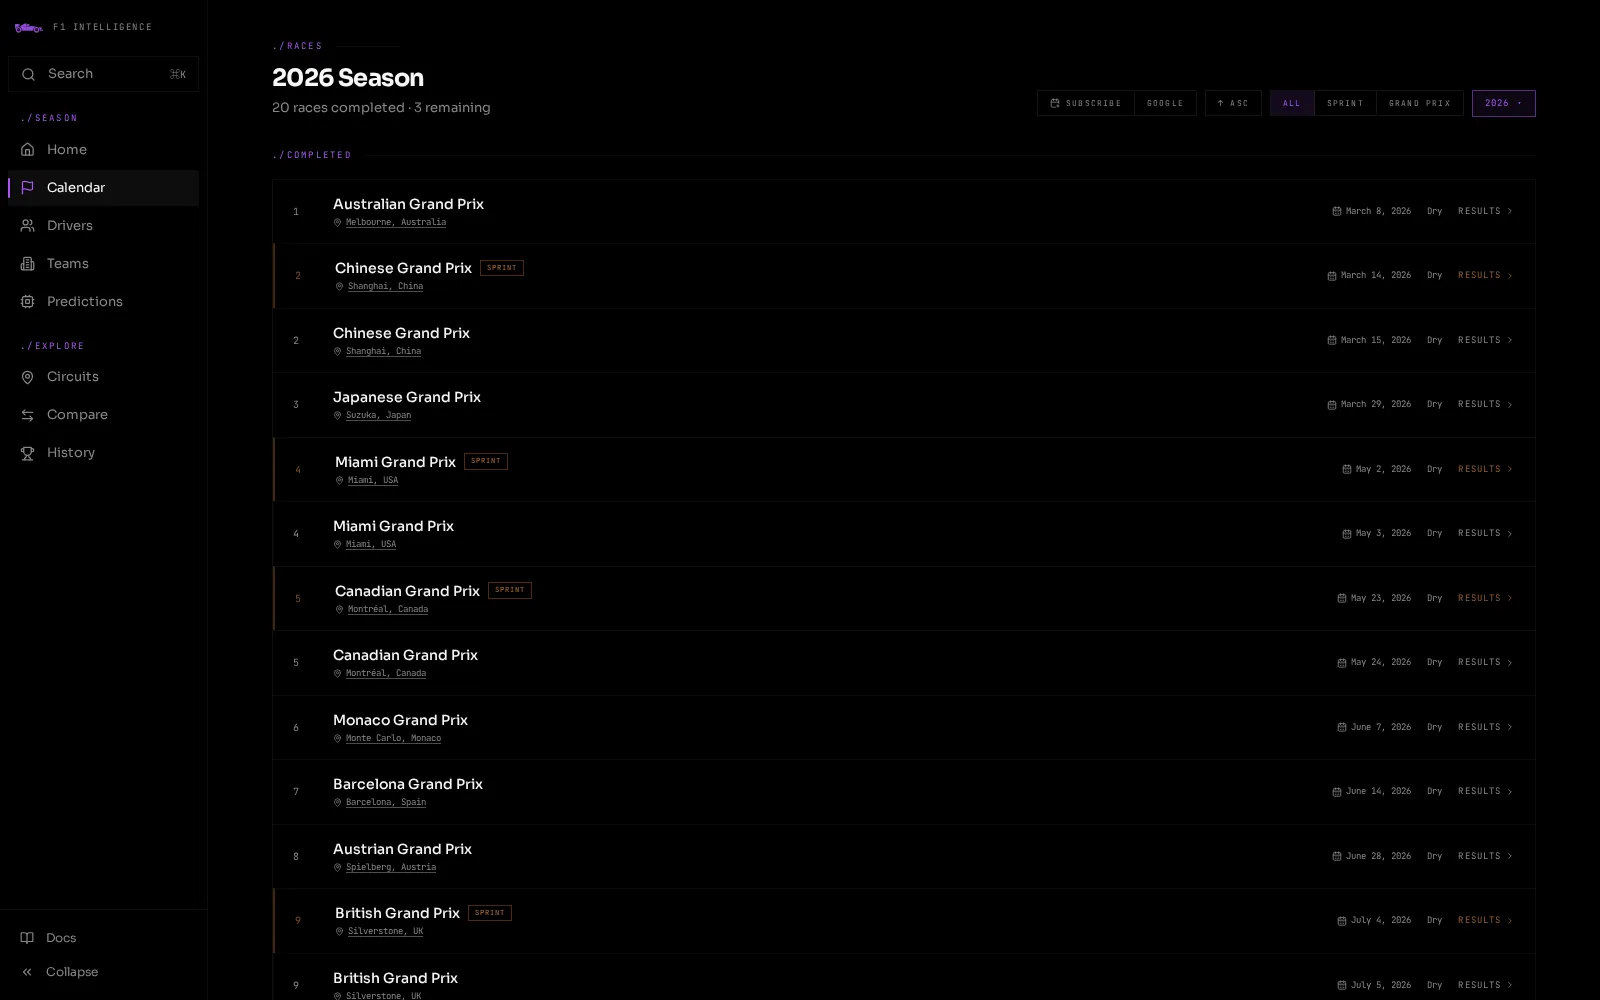 F1 INTELLIGENCE
Search ⌘K
./SEASON
Home
Calendar
Drivers
Teams
Predictions
./EXPLORE
Circuits
Compare
History
Docs
Collapse
./RACES
2026 Season
20 races completed · 3 remaining
SUBSCRIBE GOOGLE ↑ ASC ALL SPRINT GRAND PRIX 2026
./COMPLETED
1 Australian Grand Prix March 8, 2026 Dry RESULTS
Melbourne, Australia
2 Chinese Grand Prix SPRINT March 14, 2026 Dry RESULTS
Shanghai, China
2 Chinese Grand Prix March 15, 2026 Dry RESULTS
Shanghai, China
3 Japanese Grand Prix March 29, 2026 Dry RESULTS
Suzuka, Japan
4 Miami Grand Prix SPRINT May 2, 2026 Dry RESULTS
Miami, USA
4 Miami Grand Prix May 3, 2026 Dry RESULTS
Miami, USA
5 Canadian Grand Prix SPRINT May 23, 2026 Dry RESULTS
Montréal, Canada
5 Canadian Grand Prix May 24, 2026 Dry RESULTS
Montréal, Canada
6 Monaco Grand Prix June 7, 2026 Dry RESULTS
Monte Carlo, Monaco
7 Barcelona Grand Prix June 14, 2026 Dry RESULTS
Barcelona, Spain
8 Austrian Grand Prix June 28, 2026 Dry RESULTS
Spielberg, Austria
9 British Grand Prix SPRINT July 4, 2026 Dry RESULTS
Silverstone, UK
9 British Grand Prix July 5, 2026 Dry RESULTS
Silverstone, UK